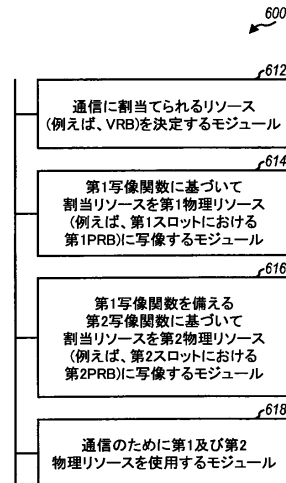 600
612
通信に割当てられるリソース
(例えば、VRB)を決定するモジュール
614
第1写像関数に基づいて
割当リソースを第1物理リソース
(例えば、第1スロットにおける
第1PRB)に写像するモジュール
616
第1写像関数を備える
第2写像関数に基づいて
割当リソースを第2物理リソース
(例えば、第2スロットにおける
第2PRB)に写像するモジュール
618
通信のために第1及び第2
物理リソースを使用するモジュール